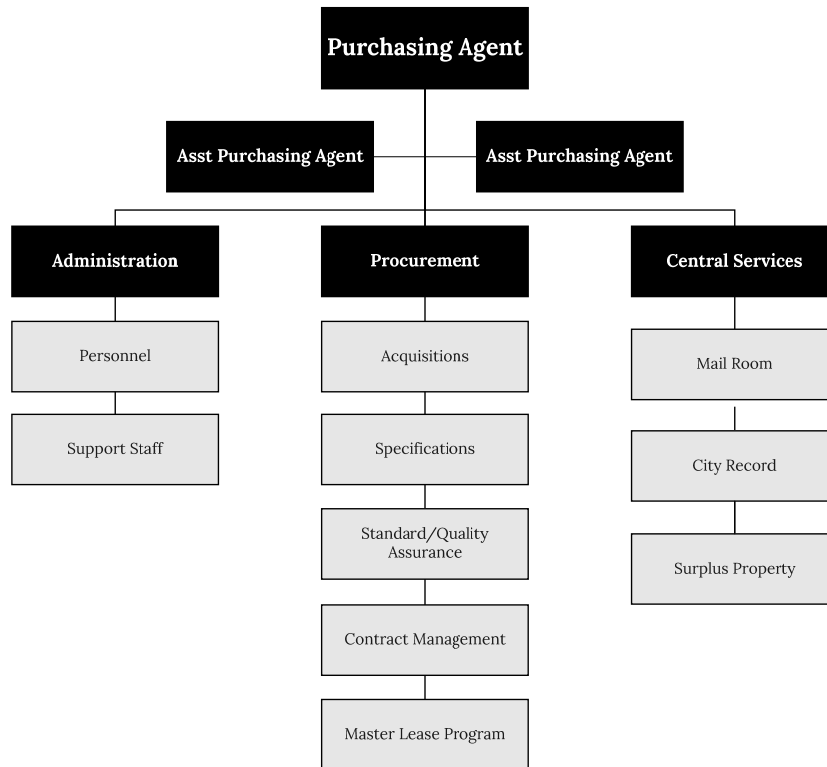 Purchasing Agent
Asst Purchasing Agent
Asst Purchasing Agent
Administration
Procurement
Central Services
Personnel
Acquisitions
Mail Room
Support Staff
Specifications
City Record
Standard/Quality
Assurance
Surplus Property
Contract Management
Master Lease Program